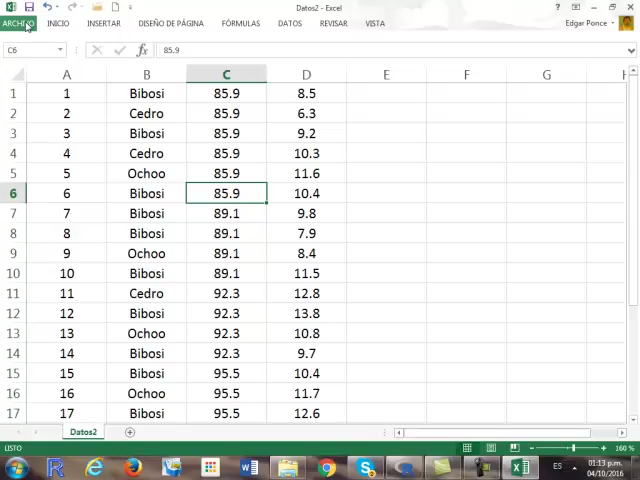 Datos2 - Excel
ARCHIVO INICIO INSERTAR DISEÑO DE PÁGINA FÓRMULAS DATOS REVISAR VISTA Edgar Ponce
C6 fx 85.9
A B C D E F G H
1 1 Bibosi 85.9 8.5
2 2 Cedro 85.9 6.3
3 3 Bibosi 85.9 9.2
4 4 Cedro 85.9 10.3
5 5 Ochoo 85.9 11.6
6 6 Bibosi 85.9 10.4
7 7 Bibosi 89.1 9.8
8 8 Bibosi 89.1 7.9
9 9 Ochoo 89.1 8.4
10 10 Bibosi 89.1 11.5
11 11 Cedro 92.3 12.8
12 12 Bibosi 92.3 13.8
13 13 Ochoo 92.3 10.8
14 14 Bibosi 92.3 9.7
15 15 Bibosi 95.5 10.4
16 16 Ochoo 95.5 11.7
17 17 Bibosi 95.5 12.6
Datos2
LISTO 160 %
ES 01:13 p.m.
04/10/2016